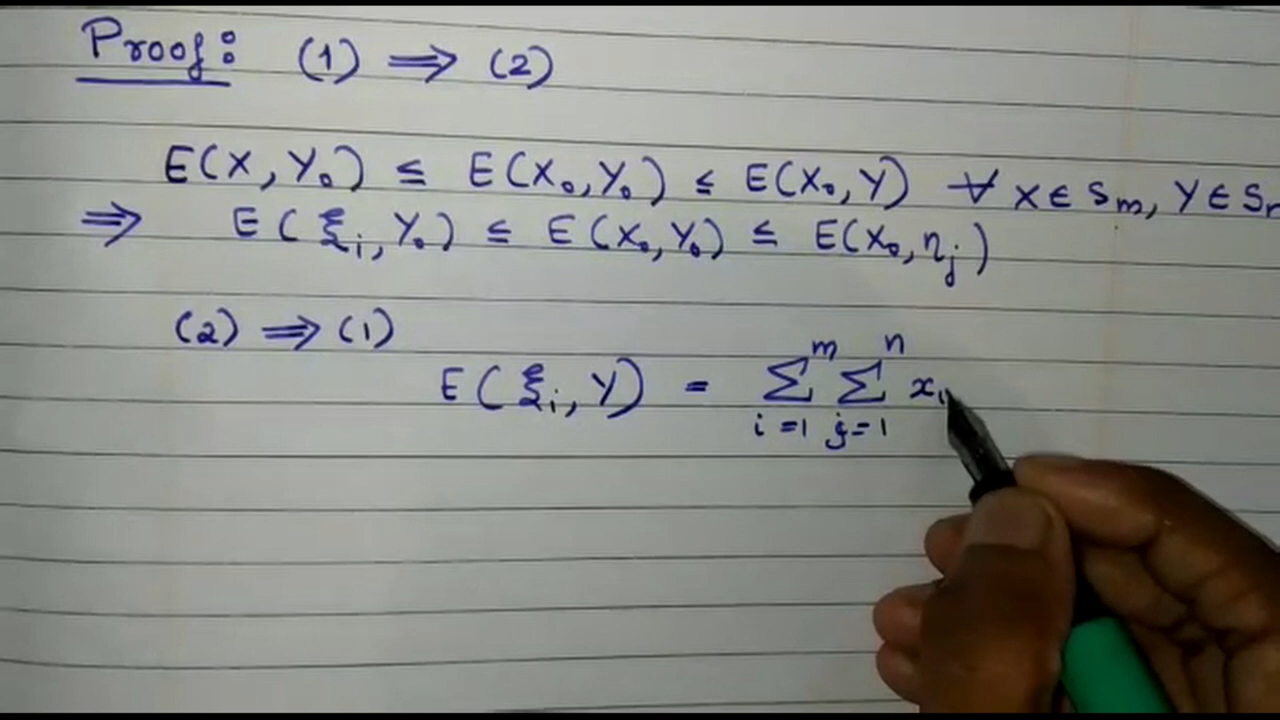 Proof: (1) ⟹ (2)
E(X, Y₀) ≤ E(X₀, Y₀) ≤ E(X₀, Y) ∀ X ∈ Sₘ, Y ∈ S
⟹ E(ξᵢ, Y₀) ≤ E(X₀, Y₀) ≤ E(X₀, ηⱼ)
(2) ⟹ (1)
E(ξᵢ, Y) = ∑ᵢ₌₁ᵐ ∑ⱼ₌₁ⁿ xᵢ